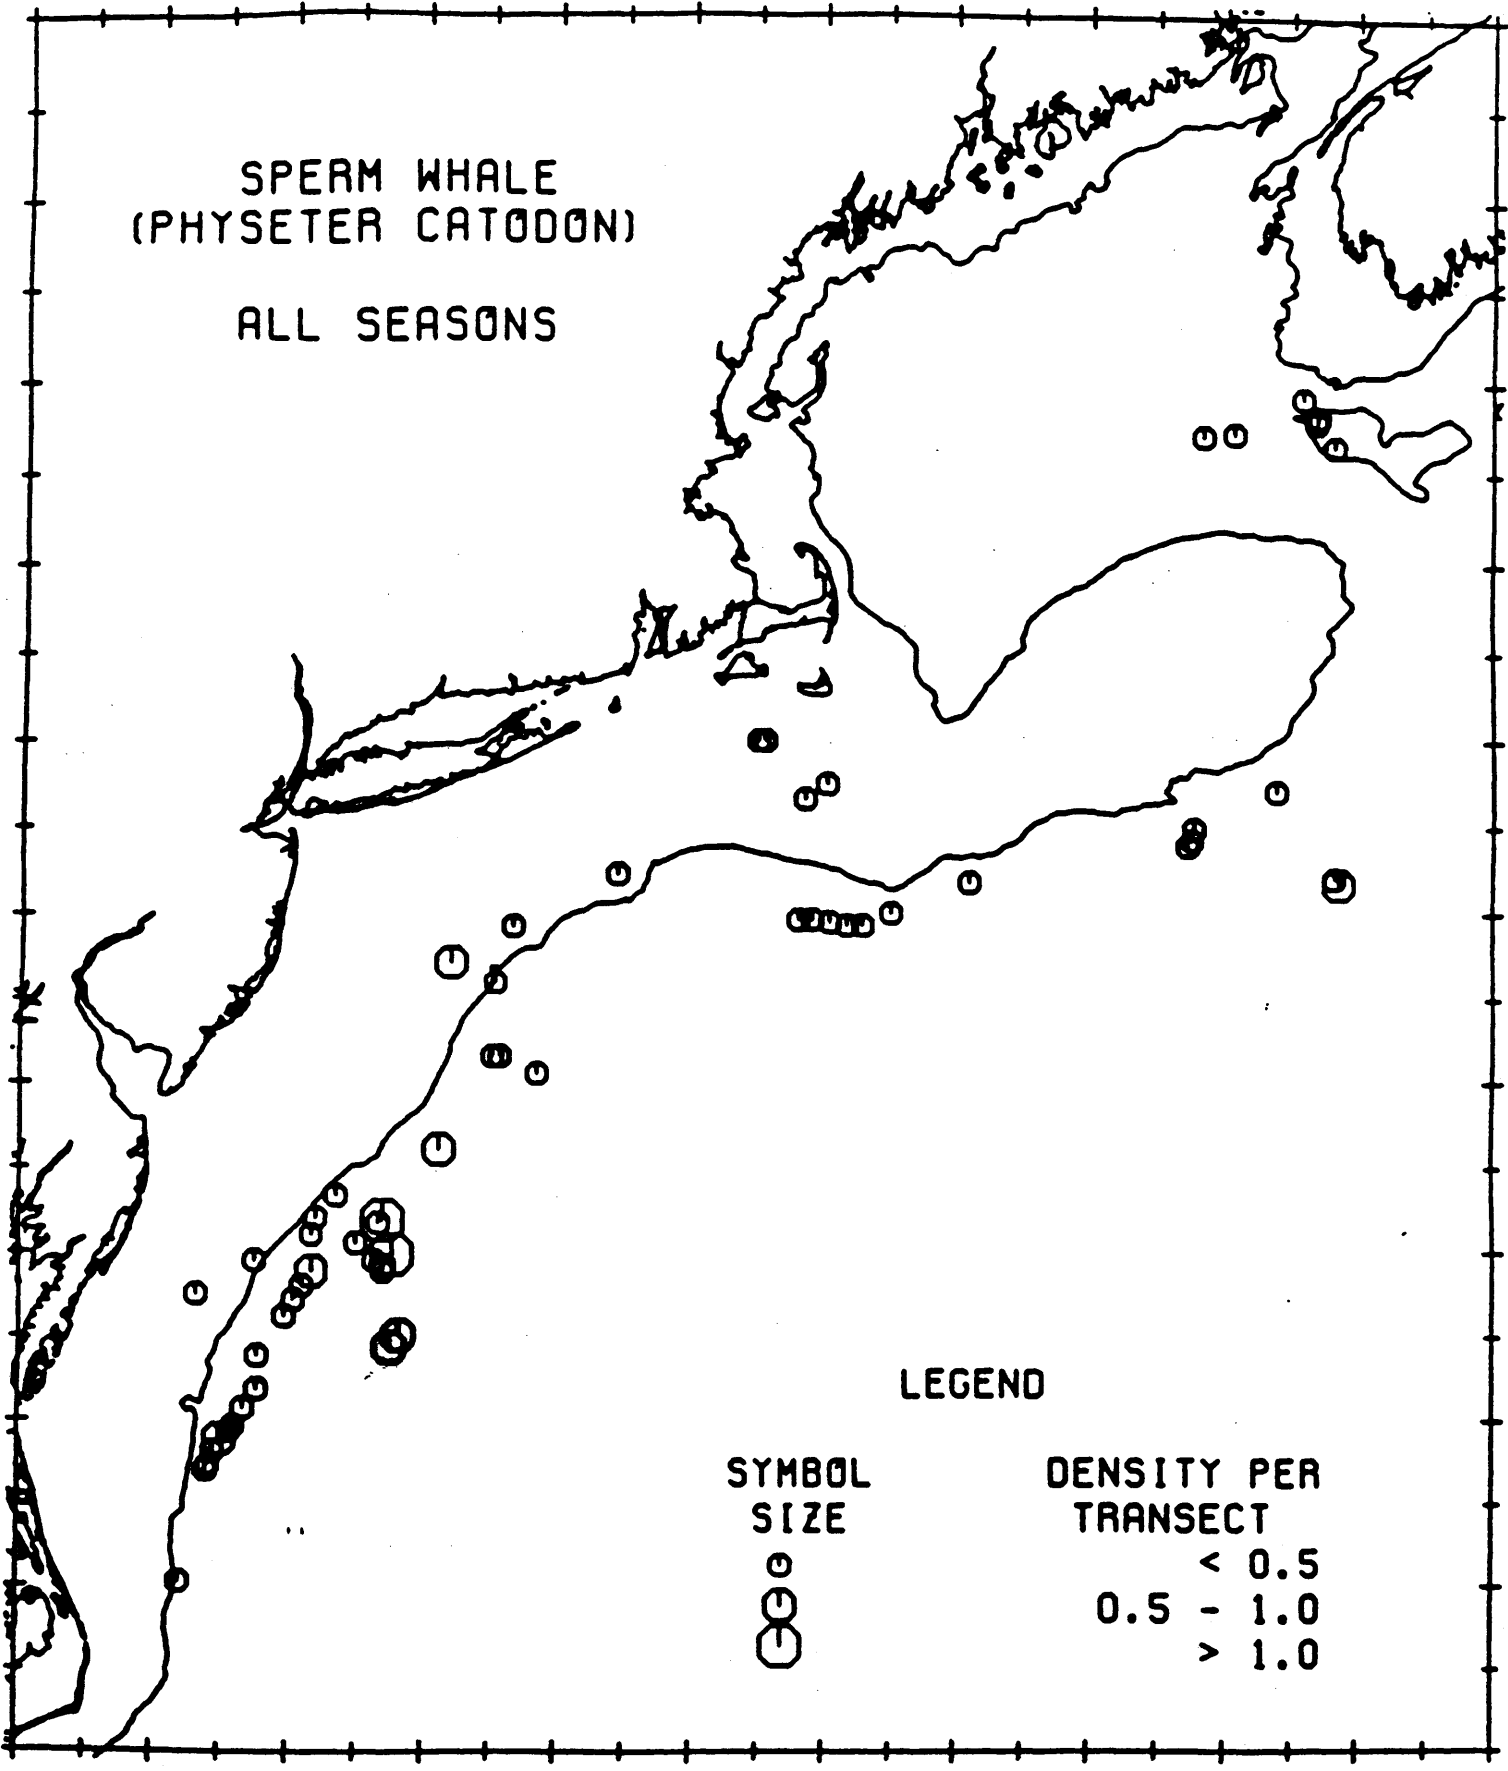 SPERM WHALE
(PHYSETER CATODON)
ALL SEASONS
LEGEND
SYMBOL SIZE
DENSITY PER TRANSECT
< 0.5
0.5 - 1.0
> 1.0